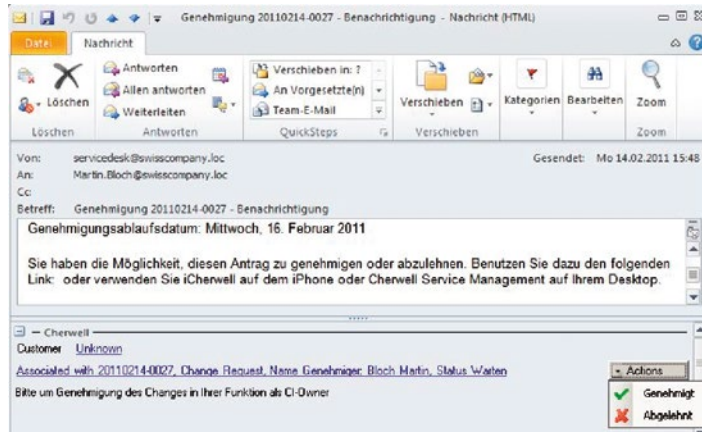 Genehmigung 20110214-0027 - Benachrichtigung - Nachricht (HTML)
Datei Nachricht
Löschen
Antworten
Allen antworten
Weiterleiten
Verschieben in: ?
An Vorgesetzte(n)
Team-E-Mail
Verschieben
Kategorien
Bearbeiten
Zoom
Löschen Antworten QuickSteps Verschieben Zoom
Von: servicedesk@swisscompany.loc Gesendet: Mo 14.02.2011 15:48
An: Martin.Bloch@swisscompany.loc
Cc:
Betreff: Genehmigung 20110214-0027 - Benachrichtigung
Genehmigungsablaufsdatum: Mittwoch, 16. Februar 2011
Sie haben die Möglichkeit, diesen Antrag zu genehmigen oder abzulehnen. Benutzen Sie dazu den folgenden
Link: oder verwenden Sie iCherwell auf dem iPhone oder Cherwell Service Management auf Ihrem Desktop.
Cherwell
Customer Unknown
Associated with 20110214-0027, Change Request, Name Genehmiger: Bloch Martin, Status Warten
Actions
Bitte um Genehmigung des Changes in Ihrer Funktion als CI-Owner
Genehmigt
Abgelehnt